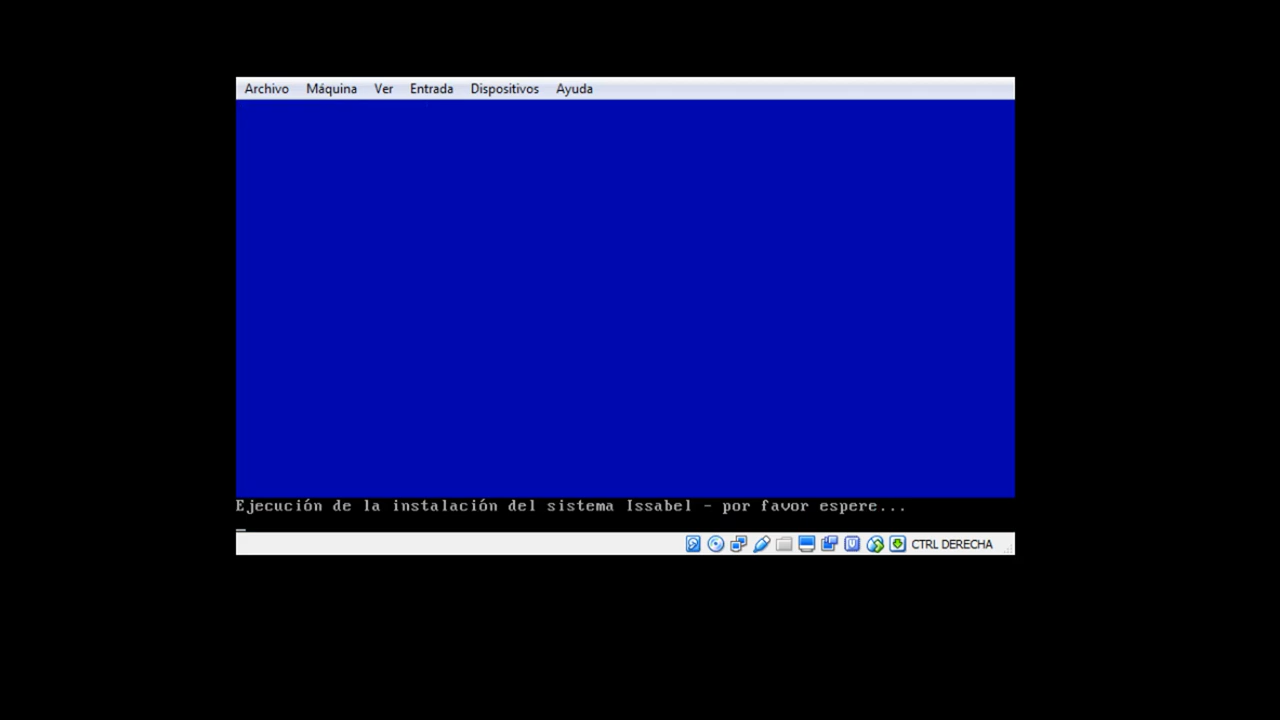 Archivo Máquina Ver Entrada Dispositivos Ayuda
Ejecución de la instalación del sistema Issabel - por favor espere...
CTRL DERECHA